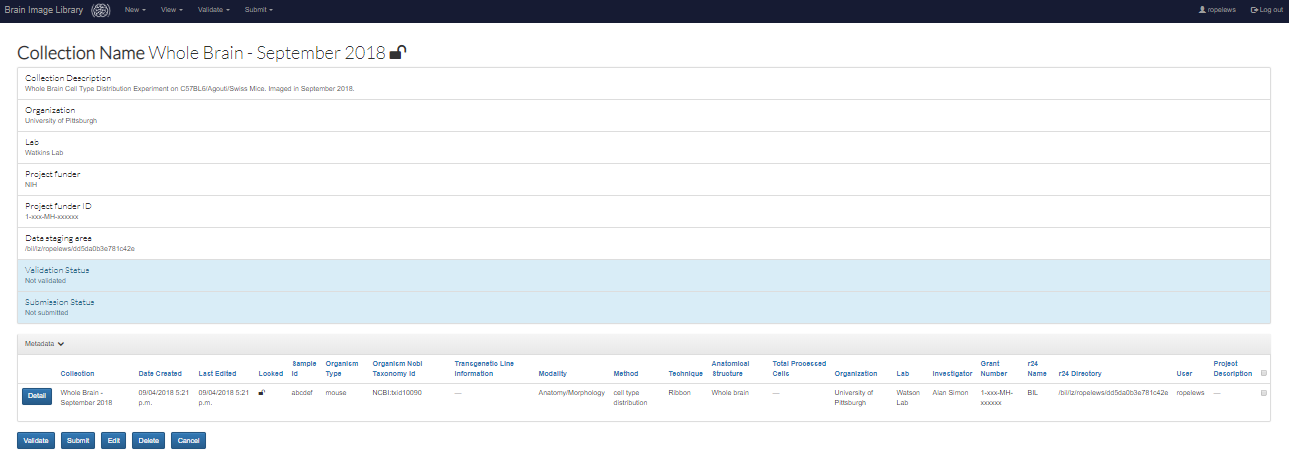 Brain Image Library New View Validate Submit ropelews Log out
Collection Name Whole Brain - September 2018
Collection Description
Whole Brain Cell Type Distribution Experiment on C57BL6/Agouti/Swiss Mice. Imaged in September 2018.
Organization
University of Pittsburgh
Lab
Watkins Lab
Project funder
NIH
Project funder ID
1-xxx-MH-xxxxxx
Data staging area
/bil/lz/ropelews/dd5da0b3e781c42e
Validation Status
Not validated
Submission Status
Not submitted
Metadata
Collection Date Created Last Edited Locked Sample Id Organism Type Organism Ncbi Taxonomy Id Transgenetic Line Information Modality Method Technique Anatomical Structure Total Processed Cells Organization Lab Investigator Grant Number r24 Name r24 Directory User Project Description
Detail Whole Brain - September 2018 09/04/2018 5:21 p.m. 09/04/2018 5:21 p.m. abcdef mouse NCBI:txid10090 — Anatomy/Morphology cell type distribution Ribbon Whole brain — University of Pittsburgh Watson Lab Alan Simon 1-xxx-MH-xxxxxx BIL /bil/lz/ropelews/dd5da0b3e781c42e ropelews —
Validate Submit Edit Delete Cancel